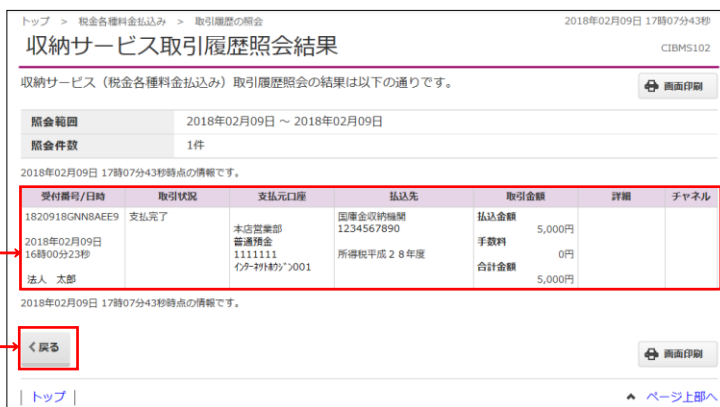 トップ > 税金各種料金払込み > 取引履歴の照会
2018年02月09日 17時07分43秒
収納サービス取引履歴照会結果
CIBMS102
収納サービス（税金各種料金払込み）取引履歴照会の結果は以下の通りです。
画面印刷
照会範囲 2018年02月09日 ～ 2018年02月09日
照会件数 1件
2018年02月09日 17時07分43秒時点の情報です。
受付番号/日時 取引状況 支払元口座 払込先 取引金額 詳細 チャネル
1820918GNN8AEE9 支払完了 国庫金収納機関 払込金額
本店営業部 1234567890 5,000円
2018年02月09日 普通預金 手数料
16時00分23秒 1111111 所得税平成２８年度 0円
ｲﾝﾀｰﾈｯﾄﾎｳｼﾞﾝ001 合計金額
法人 太郎 5,000円
2018年02月09日 17時07分43秒時点の情報です。
戻る
画面印刷
| トップ |
ページ上部へ